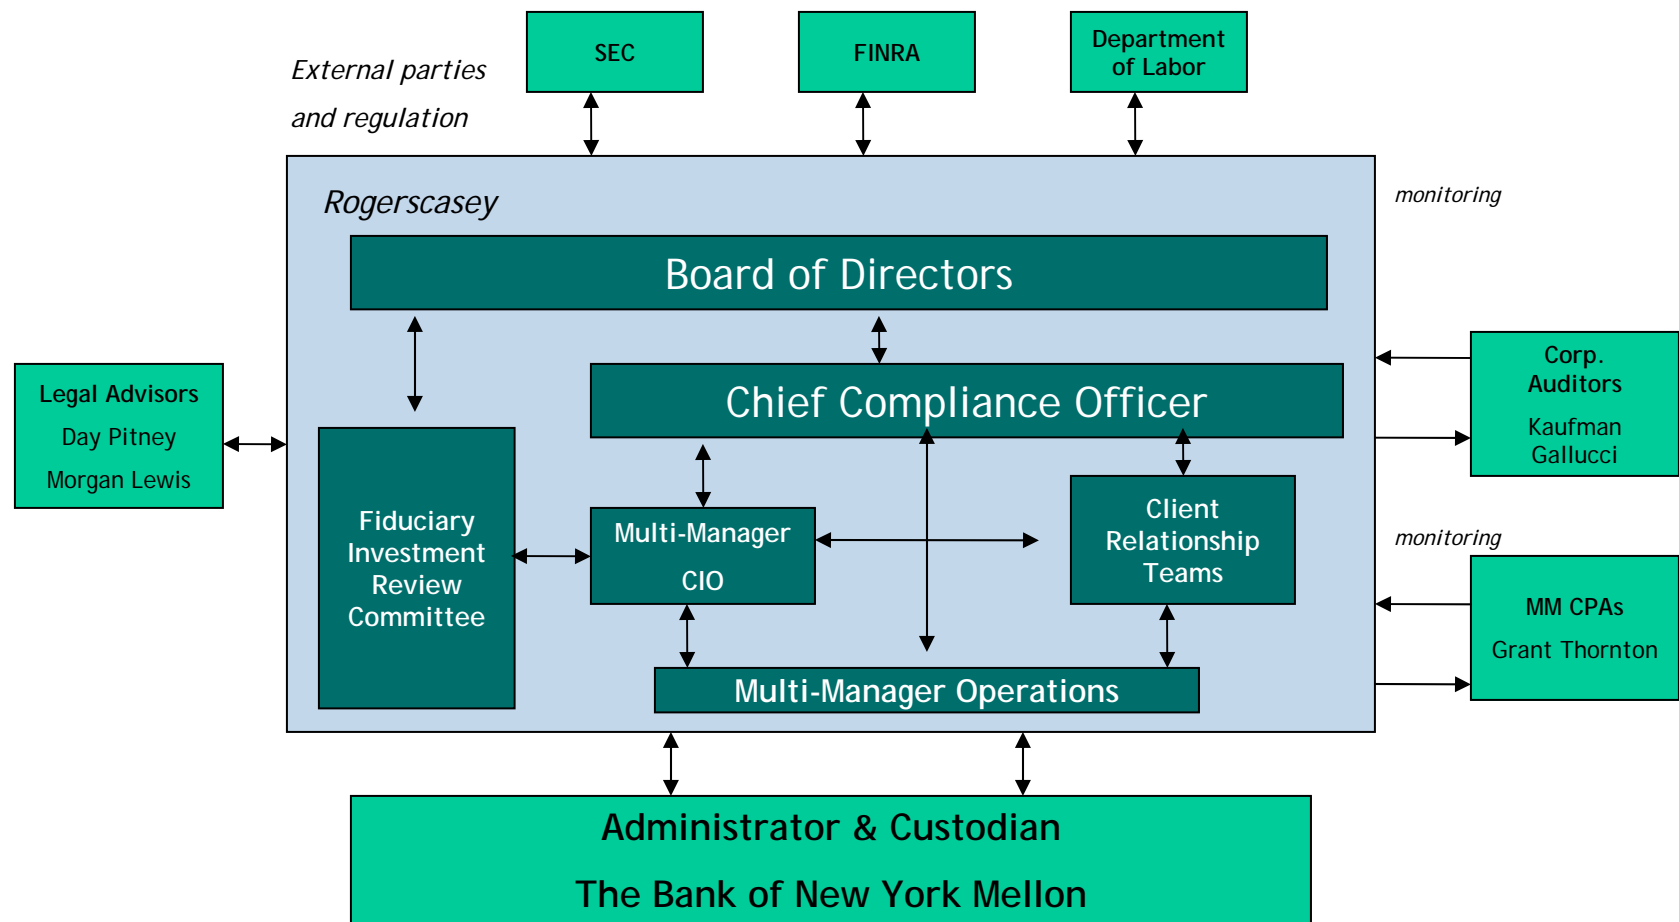 SEC
FINRA
Department
of Labor
External parties
and regulation
Rogerscasey
monitoring
Board of Directors
Legal Advisors
Day Pitney
Morgan Lewis
Chief Compliance Officer
Corp.
Auditors
Kaufman
Gallucci
Fiduciary
Investment
Review
Committee
Multi-Manager
CIO
Client
Relationship
Teams
monitoring
MM CPAs
Grant Thornton
Multi-Manager Operations
Administrator & Custodian
The Bank of New York Mellon